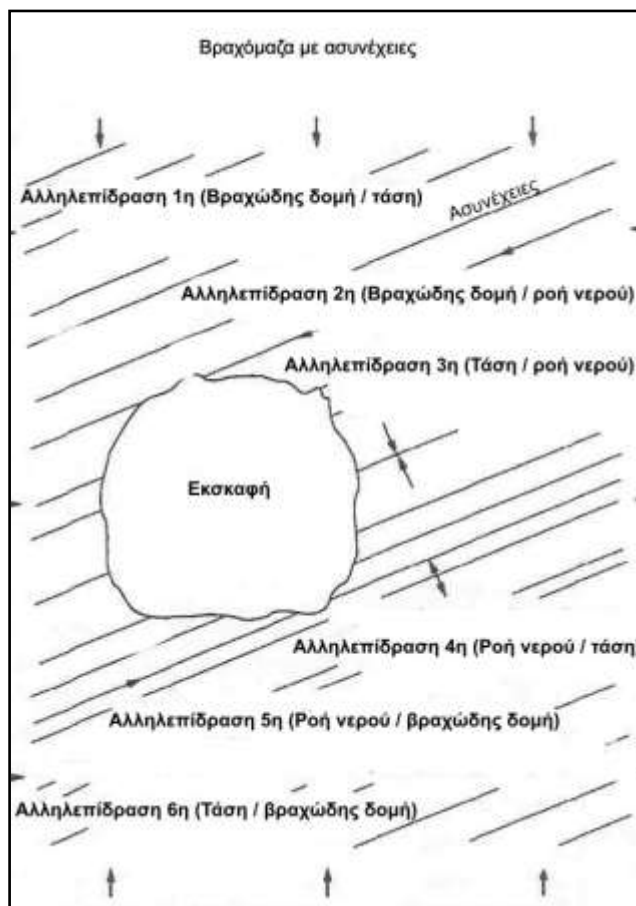 Βραχόμαζα με ασυνέχειες
Αλληλεπίδραση 1η (Βραχώδης δομή / τάση)
Ασυνέχειες
Αλληλεπίδραση 2η (Βραχώδης δομή / ροή νερού)
Αλληλεπίδραση 3η (Τάση / ροή νερού)
Εκσκαφή
Αλληλεπίδραση 4η (Ροή νερού / τάση
Αλληλεπίδραση 5η (Ροή νερού / βραχώδης δομή)
Αλληλεπίδραση 6η (Τάση / βραχώδης δομή)